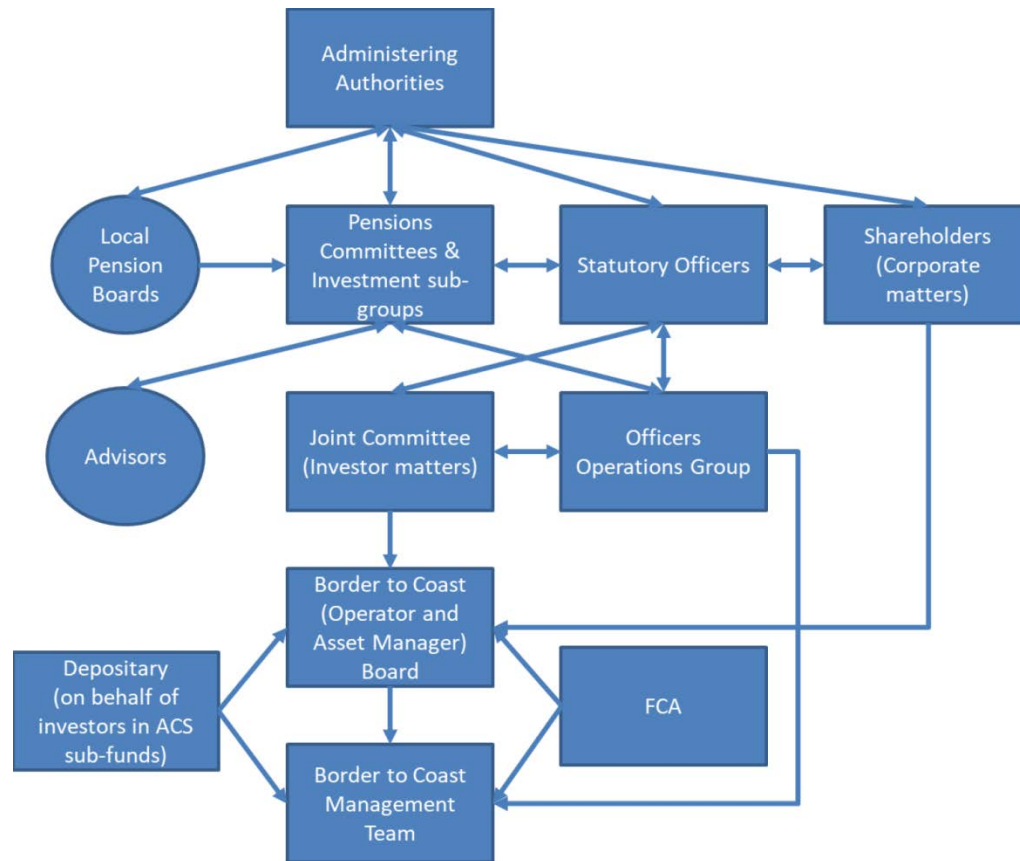 Administering
Authorities
Local
Pension
Boards
Pensions
Committees &
Investment sub-
groups
Statutory Officers
Shareholders
(Corporate
matters)
Advisors
Joint Committee
(Investor matters)
Officers
Operations Group
Border to Coast
(Operator and
Asset Manager)
Board
Depositary
(on behalf of
investors in ACS
sub-funds)
FCA
Border to Coast
Management
Team